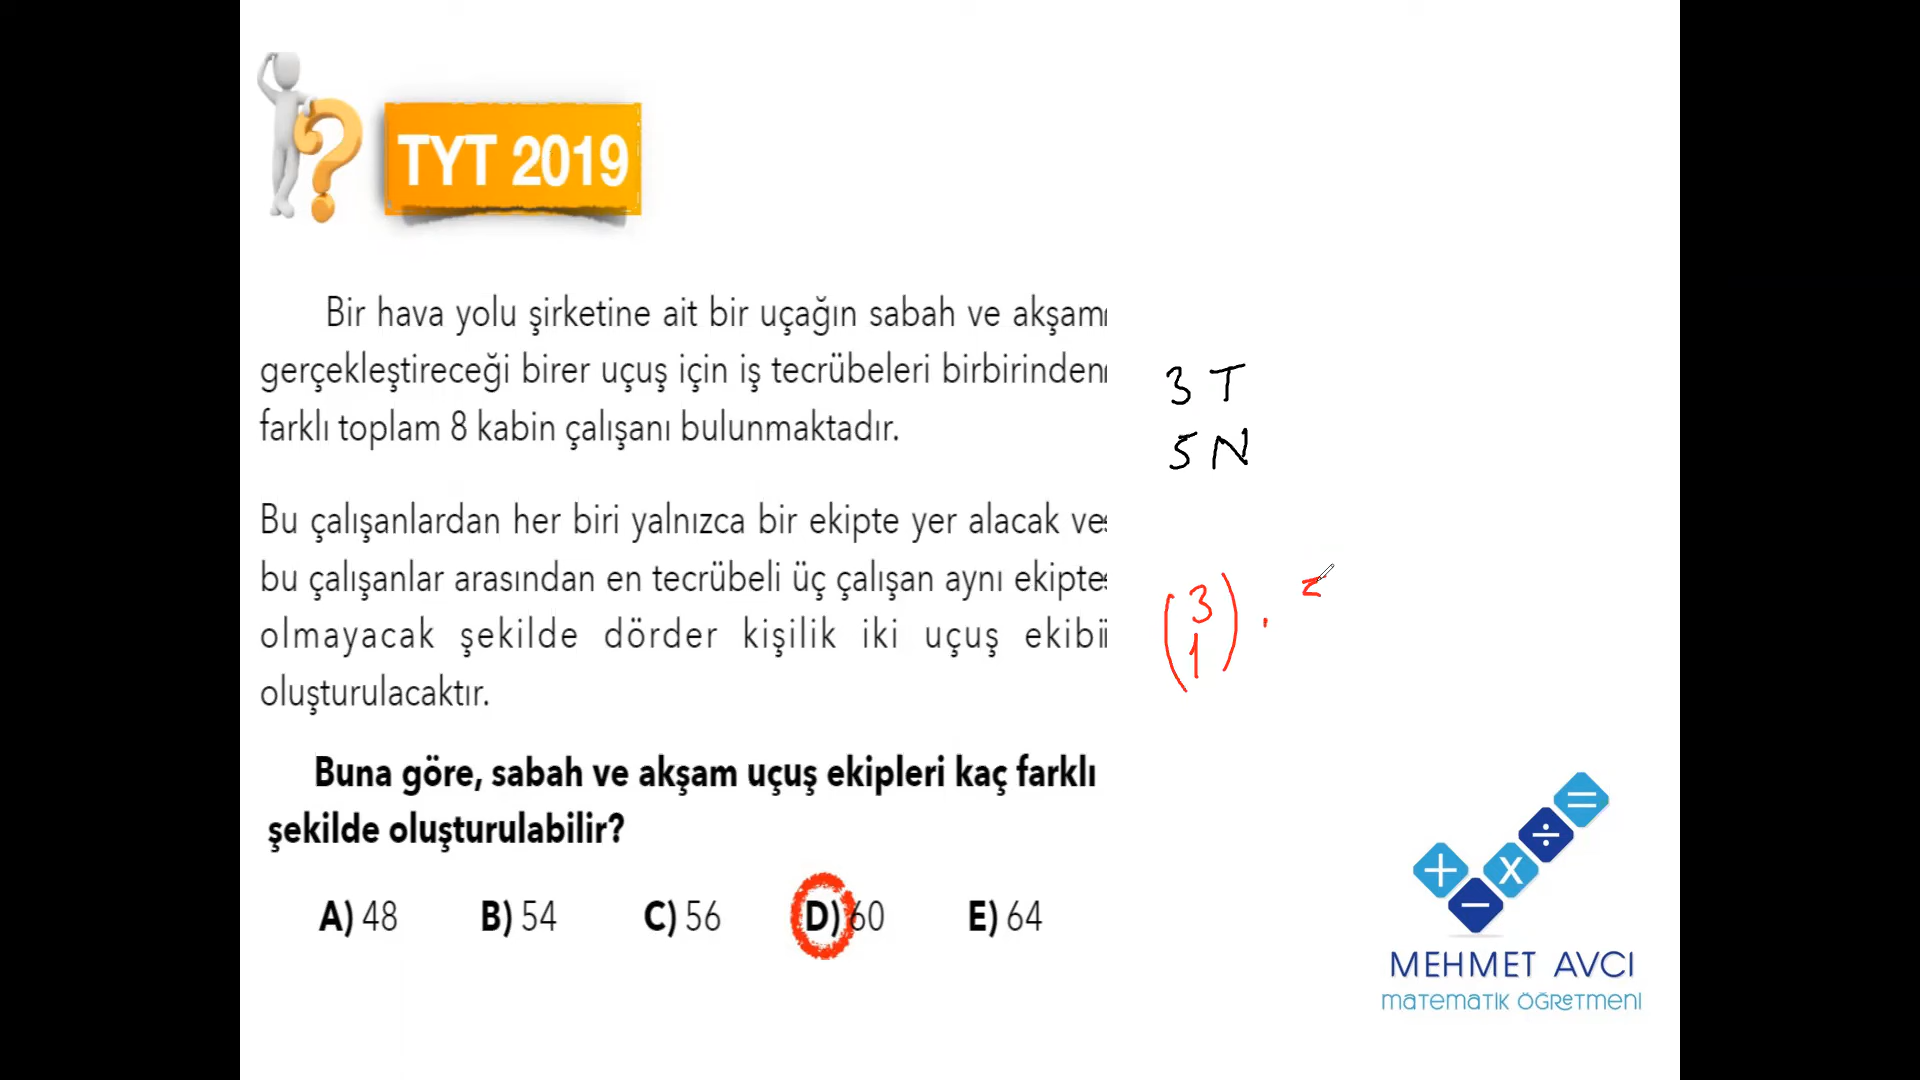 TYT 2019
Bir hava yolu şirketine ait bir uçağın sabah ve akşam
gerçekleştireceği birer uçuş için iş tecrübeleri birbirinden
farklı toplam 8 kabin çalışanı bulunmaktadır.
Bu çalışanlardan her biri yalnızca bir ekipte yer alacak ve
bu çalışanlar arasından en tecrübeli üç çalışan aynı ekipte
olmayacak şekilde dörder kişilik iki uçuş ekibi
oluşturulacaktır.
Buna göre, sabah ve akşam uçuş ekipleri kaç farklı
şekilde oluşturulabilir?
A) 48 B) 54 C) 56 D) 60 E) 64
3 T
5 N
(3
1) .
+ − x ÷ =
MEHMET AVCI
matematik öğretmeni